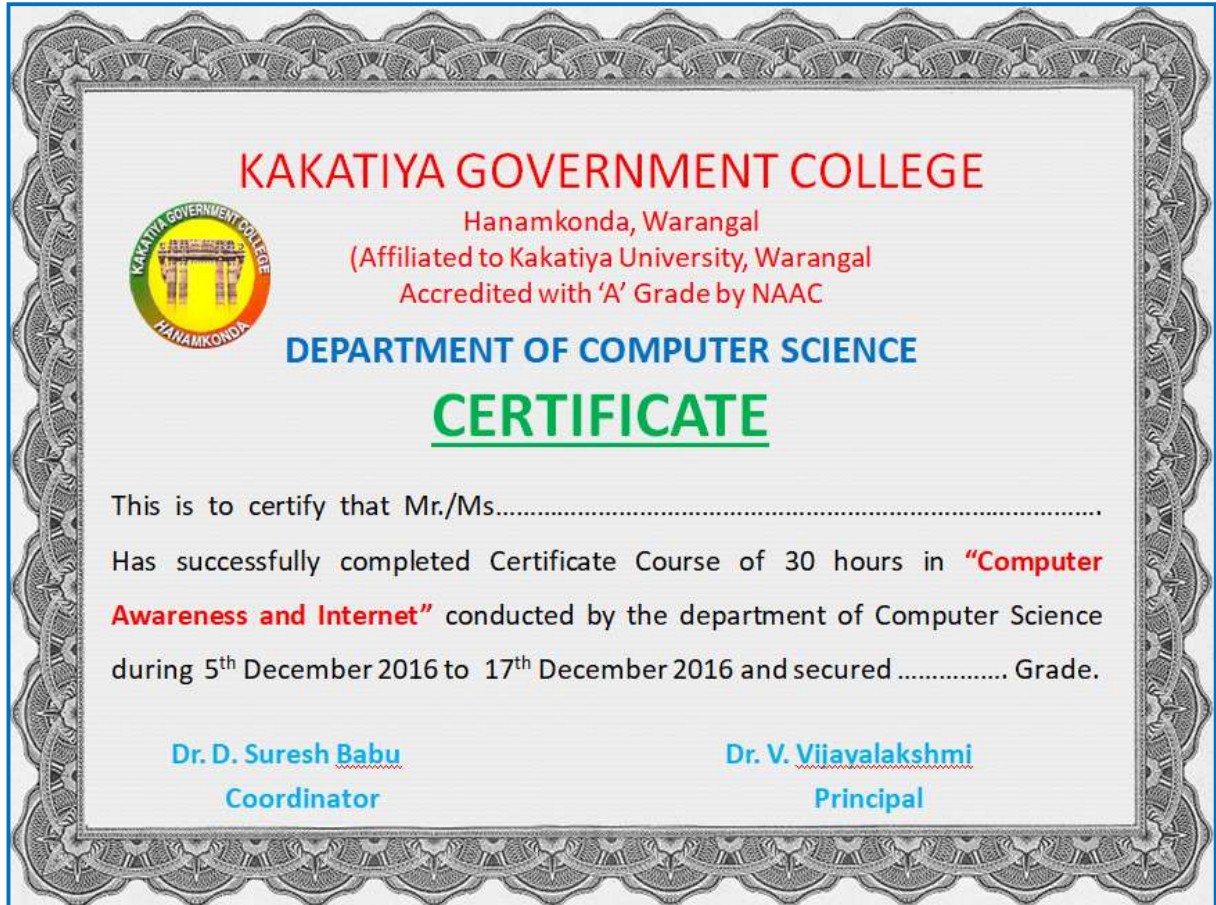 KAKATIYA GOVERNMENT COLLEGE
Hanamkonda, Warangal
(Affiliated to Kakatiya University, Warangal
Accredited with ‘A’ Grade by NAAC
KAKATIYA GOVERNMENT COLLEGE
HANAMKONDA
DEPARTMENT OF COMPUTER SCIENCE
CERTIFICATE
This is to certify that Mr./Ms……………………………………………………………………………….
Has successfully completed Certificate Course of 30 hours in “Computer
Awareness and Internet” conducted by the department of Computer Science
during 5th December 2016 to 17th December 2016 and secured ……………. Grade.
Dr. D. Suresh Babu
Dr. V. Vijayalakshmi
Coordinator
Principal